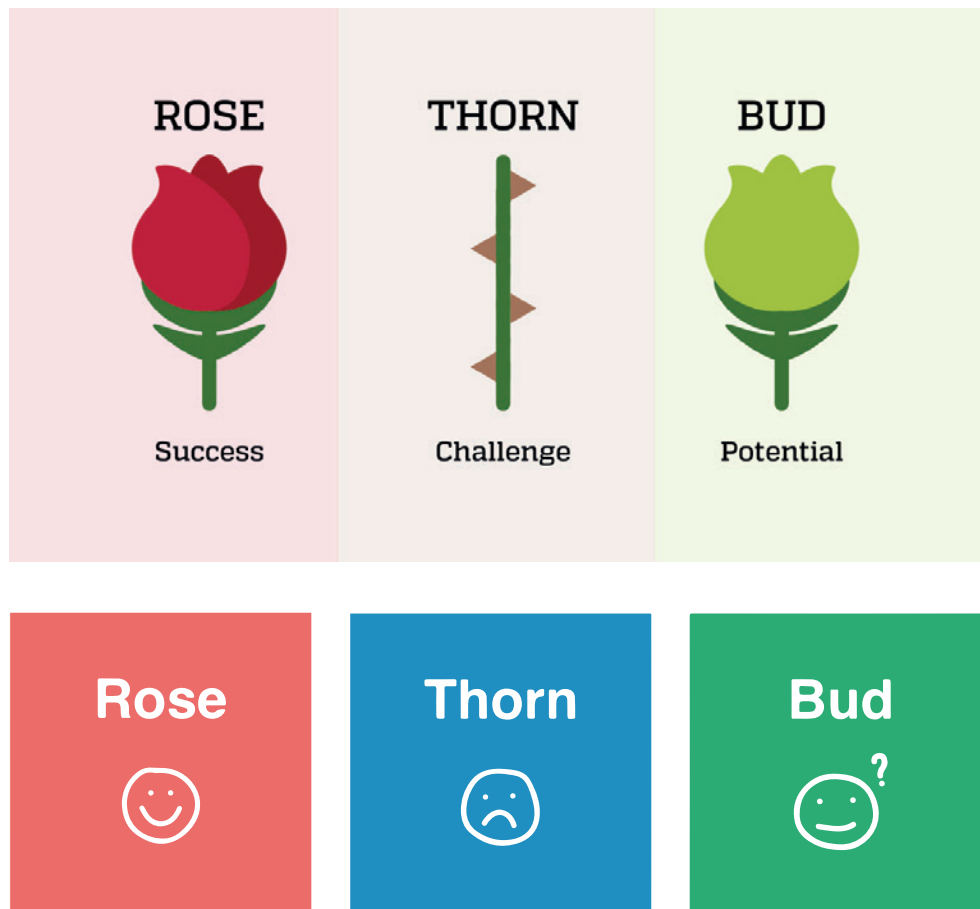 ROSE
THORN
BUD
Success
Challenge
Potential
Rose
Thorn
Bud
?